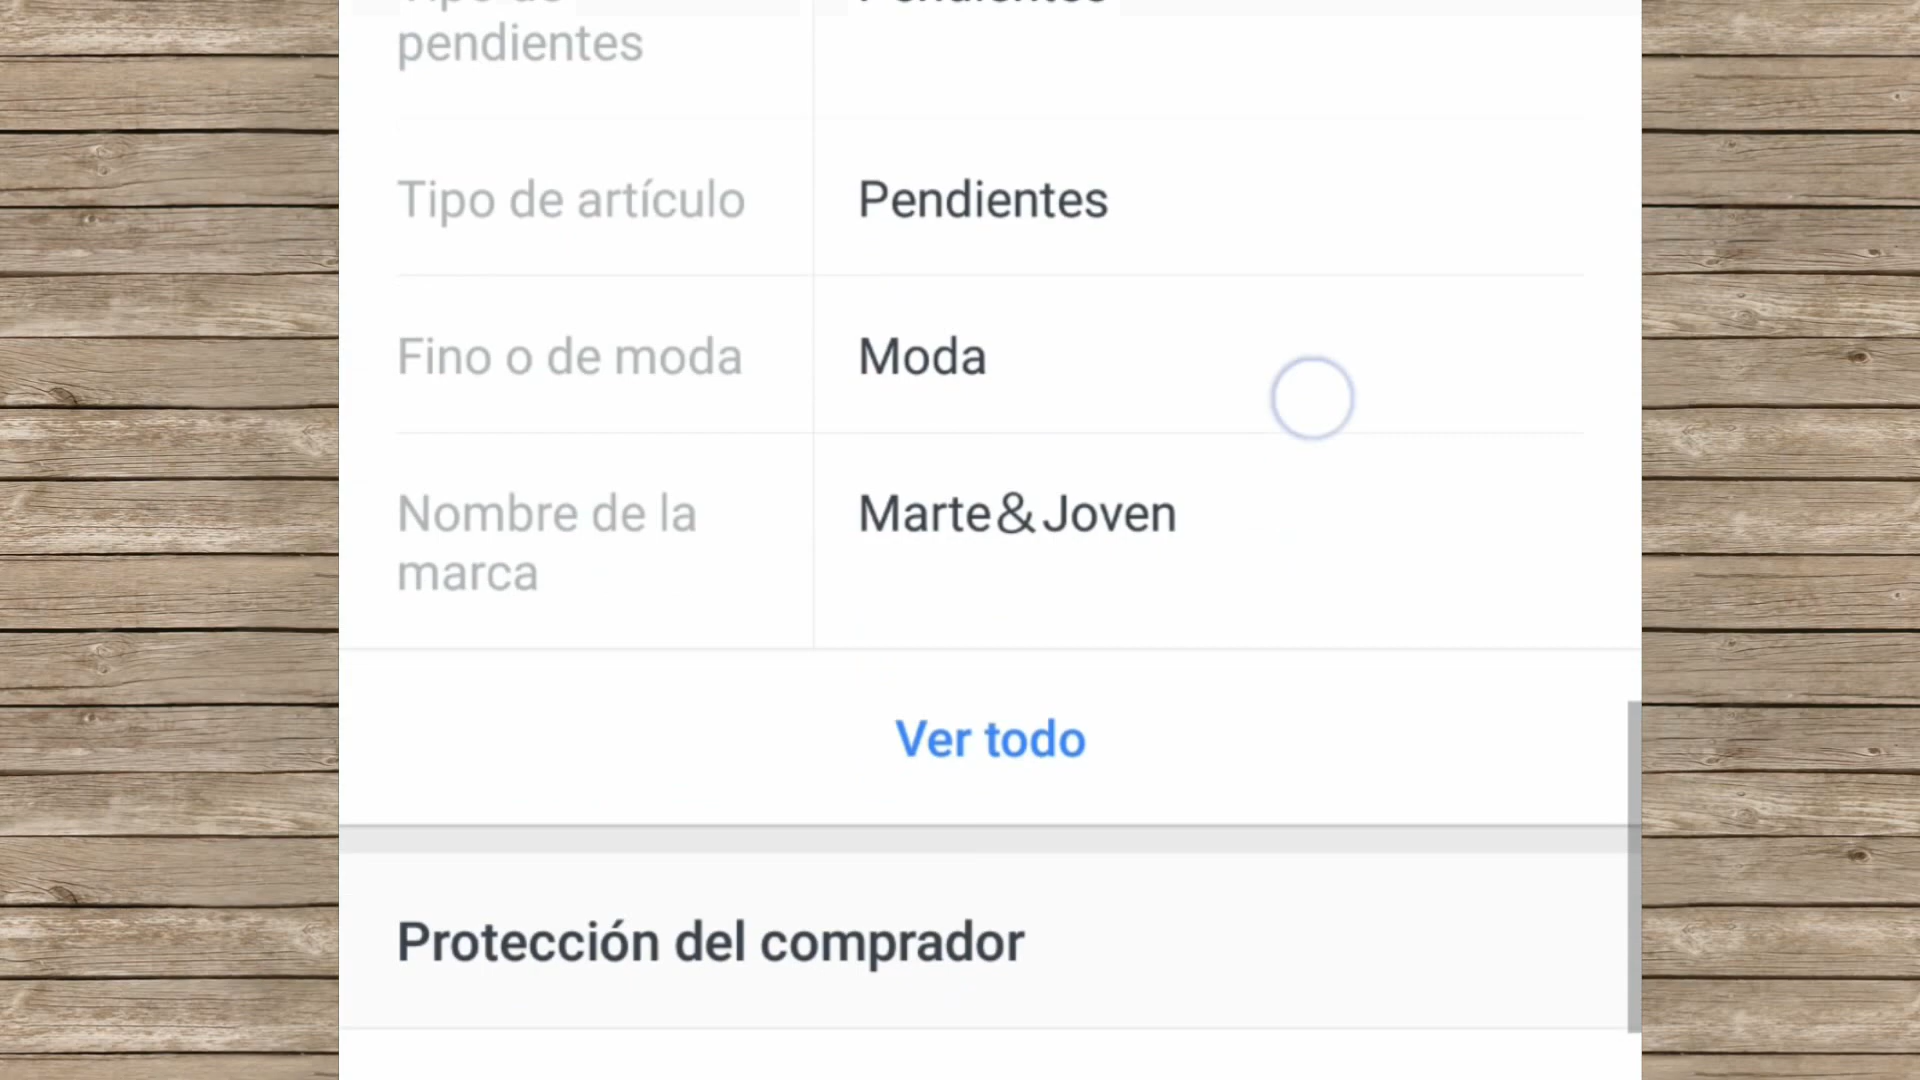 pendientes
Tipo de artículo
Pendientes
Fino o de moda
Moda
Nombre de la
marca
Marte&Joven
Ver todo
Protección del comprador